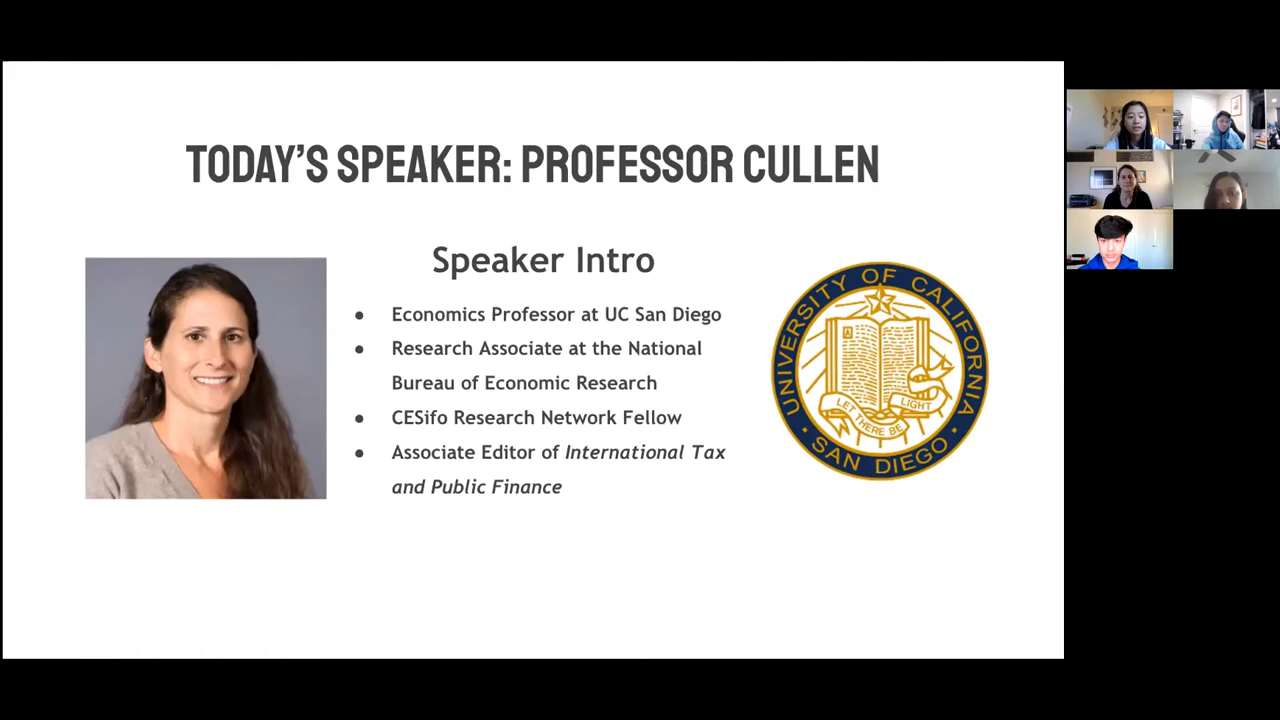 TODAY'S SPEAKER: PROFESSOR CULLEN
Speaker Intro
● Economics Professor at UC San Diego
● Research Associate at the National
Bureau of Economic Research
● CESifo Research Network Fellow
● Associate Editor of International Tax
and Public Finance
UNIVERSITY OF CALIFORNIA
LET THERE BE LIGHT
· SAN DIEGO ·